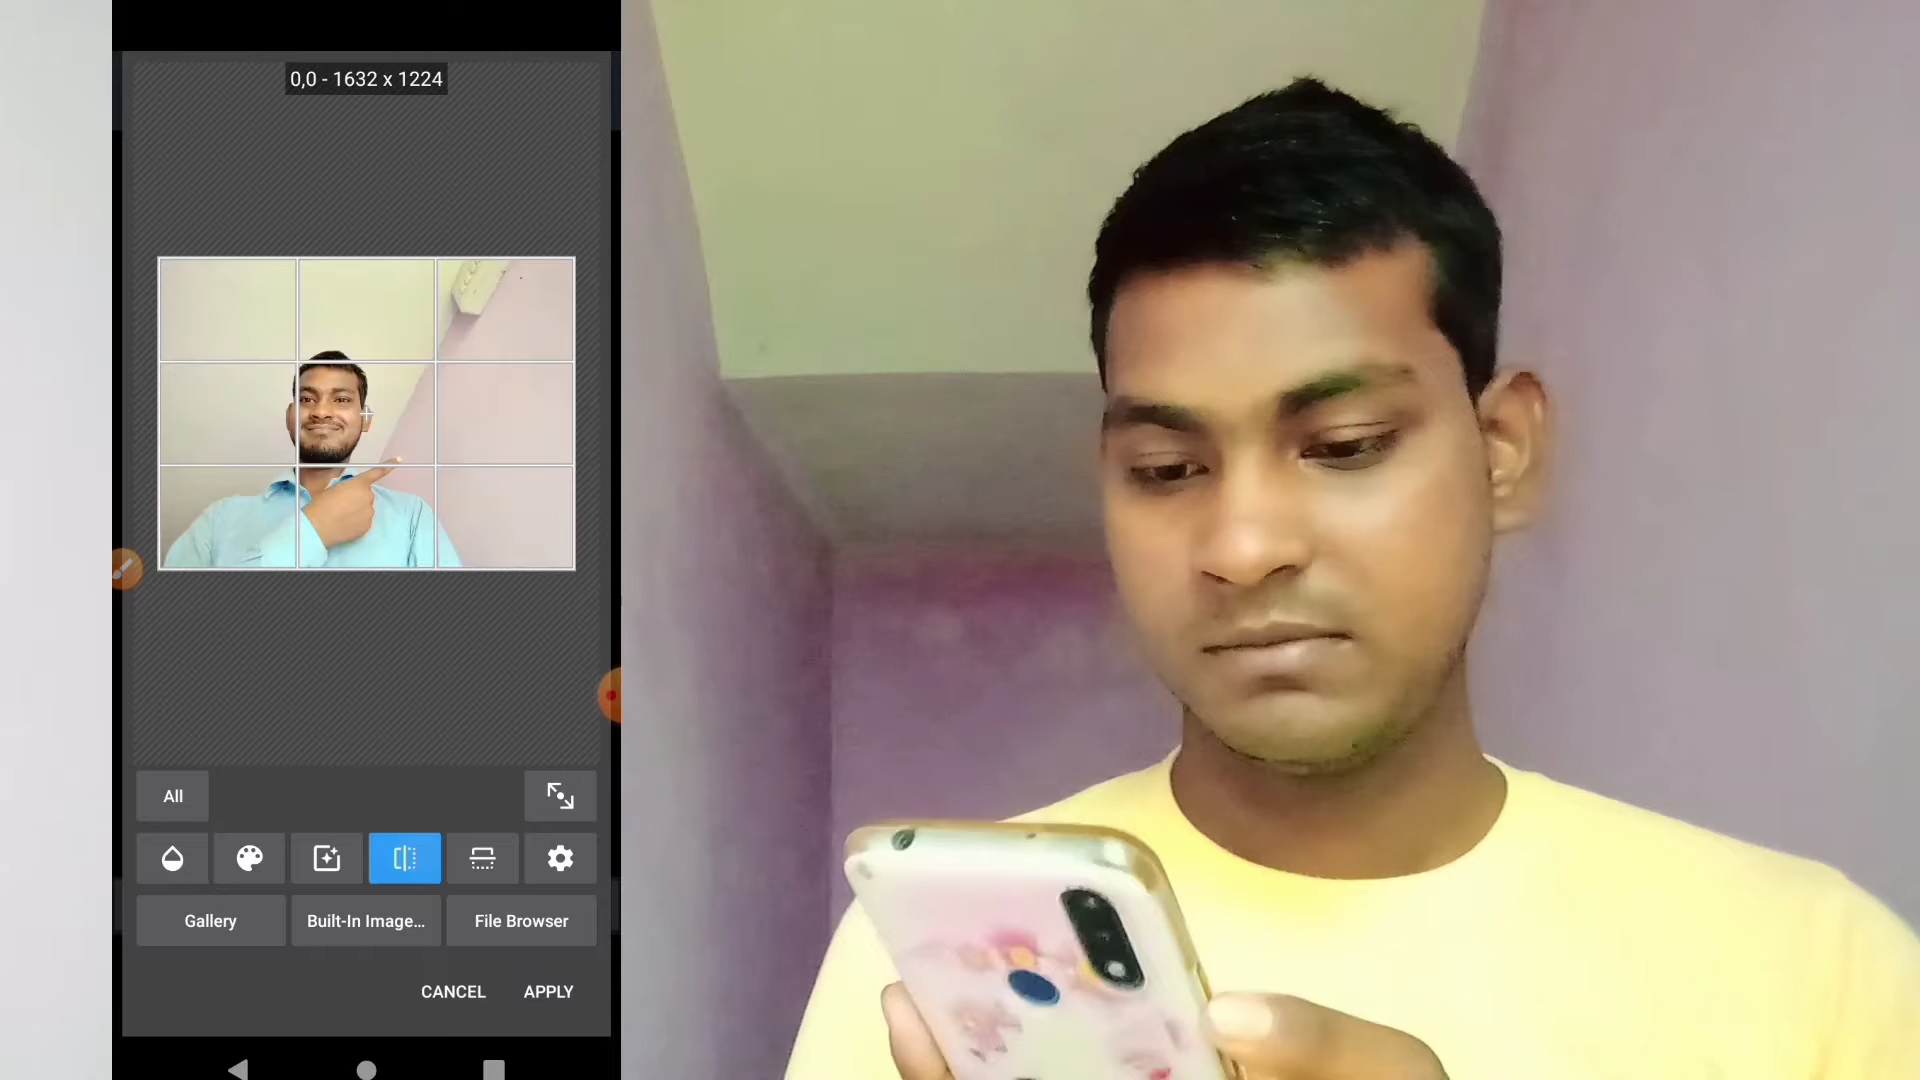 0,0 - 1632 x 1224
All
Gallery
Built-In Image...
File Browser
CANCEL
APPLY